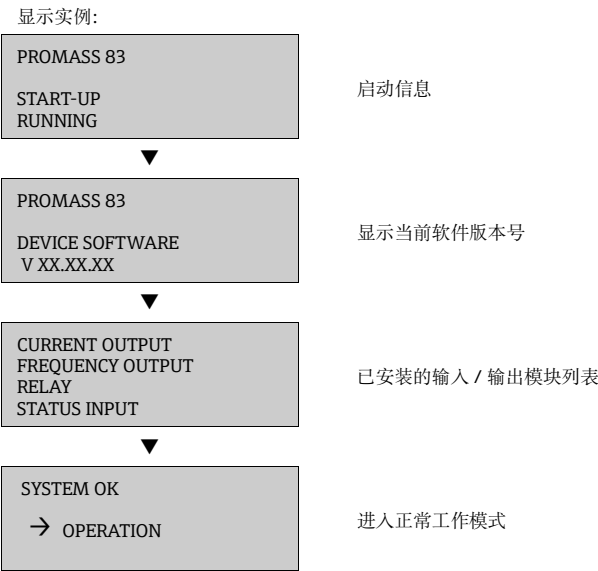 显示实例:
PROMASS 83
START-UP
RUNNING
启动信息
▼
PROMASS 83
DEVICE SOFTWARE
V XX.XX.XX
显示当前软件版本号
▼
CURRENT OUTPUT
FREQUENCY OUTPUT
RELAY
STATUS INPUT
已安装的输入 / 输出模块列表
▼
SYSTEM OK
→ OPERATION
进入正常工作模式